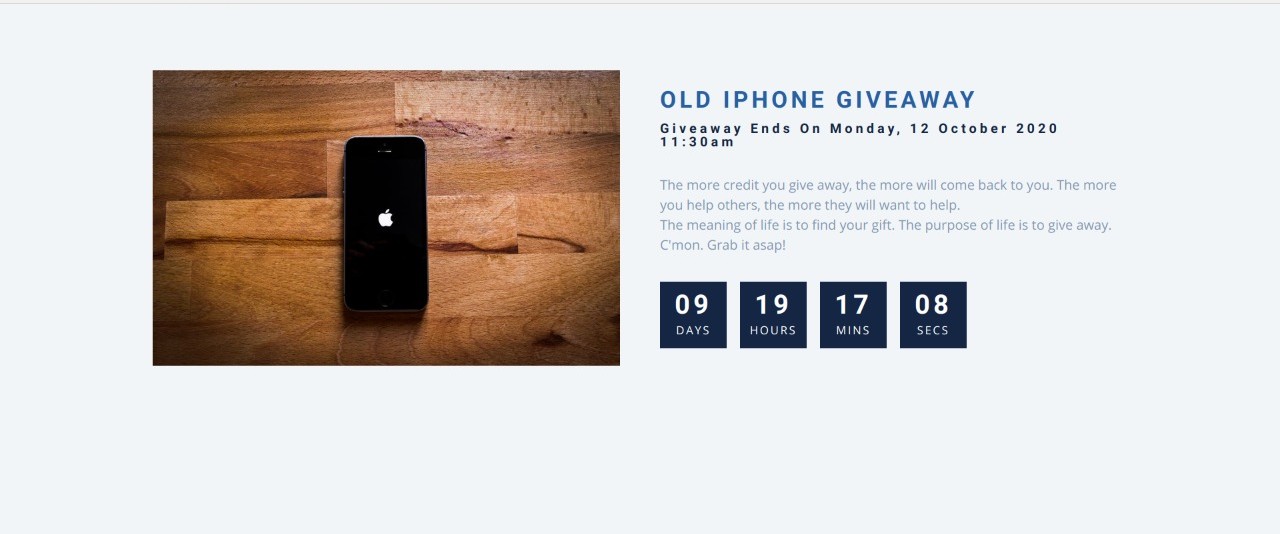 OLD IPHONE GIVEAWAY
Giveaway Ends On Monday, 12 October 2020
11:30am
The more credit you give away, the more will come back to you. The more
you help others, the more they will want to help.
The meaning of life is to find your gift. The purpose of life is to give away.
C'mon. Grab it asap!
09 19 17 08
DAYS HOURS MINS SECS